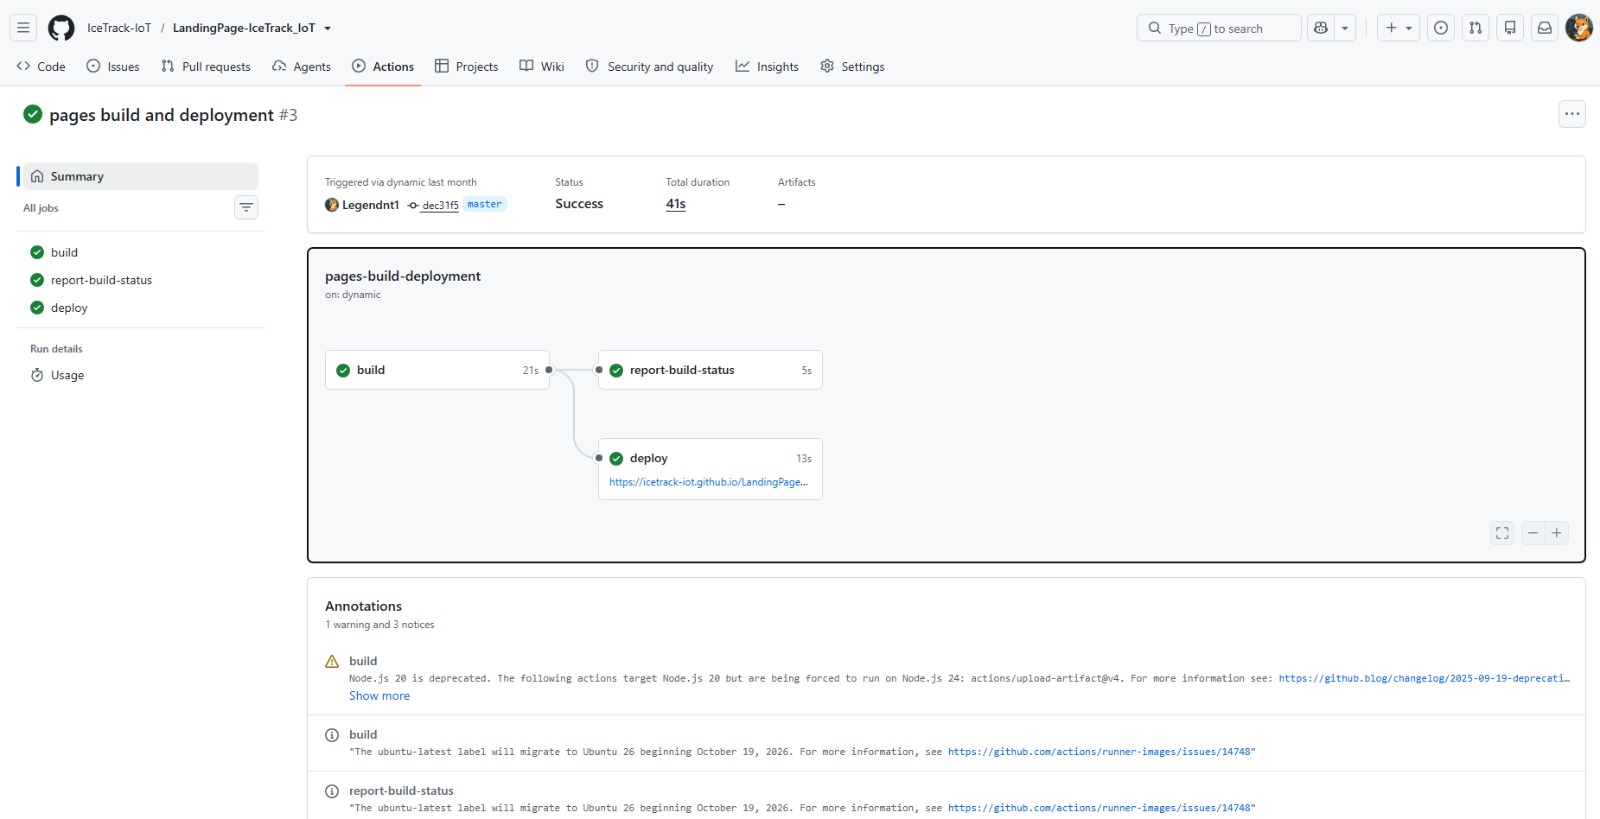 IceTrack-IoT / LandingPage-IceTrack_IoT
Type / to search
Code
Issues
Pull requests
Agents
Actions
Projects
Wiki
Security and quality
Insights
Settings
pages build and deployment #3
Summary
All jobs
build
report-build-status
deploy
Run details
Usage
Triggered via dynamic last month
Legendnt1 dec31f5 master
Status
Success
Total duration
41s
Artifacts
–
pages-build-deployment
on: dynamic
build 21s
report-build-status 5s
deploy 13s
https://icetrack-iot.github.io/LandingPage...
Annotations
1 warning and 3 notices
build
Node.js 20 is deprecated. The following actions target Node.js 20 but are being forced to run on Node.js 24: actions/upload-artifact@v4. For more information see: https://github.blog/changelog/2025-09-19-deprecati…
Show more
build
"The ubuntu-latest label will migrate to Ubuntu 26 beginning October 19, 2026. For more information, see https://github.com/actions/runner-images/issues/14748"
report-build-status
"The ubuntu-latest label will migrate to Ubuntu 26 beginning October 19, 2026. For more information, see https://github.com/actions/runner-images/issues/14748"